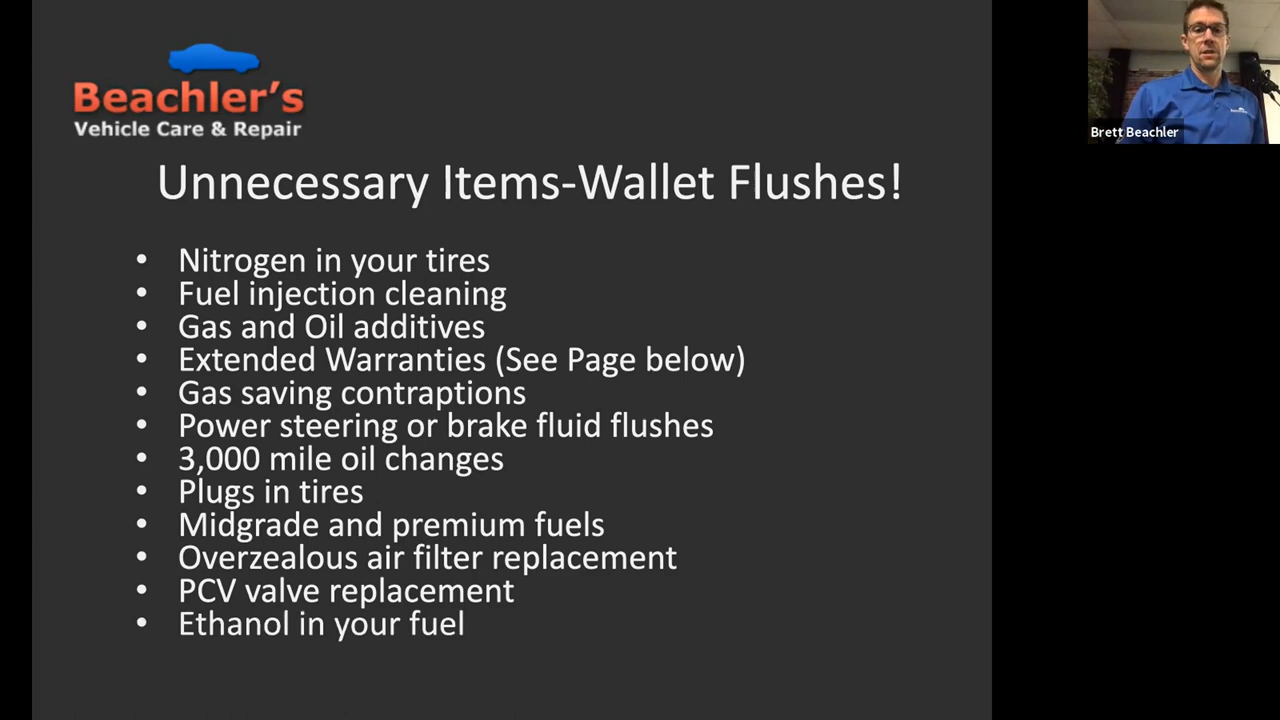 Beachler's
Vehicle Care & Repair
Brett Beachler
Unnecessary Items-Wallet Flushes!
• Nitrogen in your tires
• Fuel injection cleaning
• Gas and Oil additives
• Extended Warranties (See Page below)
• Gas saving contraptions
• Power steering or brake fluid flushes
• 3,000 mile oil changes
• Plugs in tires
• Midgrade and premium fuels
• Overzealous air filter replacement
• PCV valve replacement
• Ethanol in your fuel